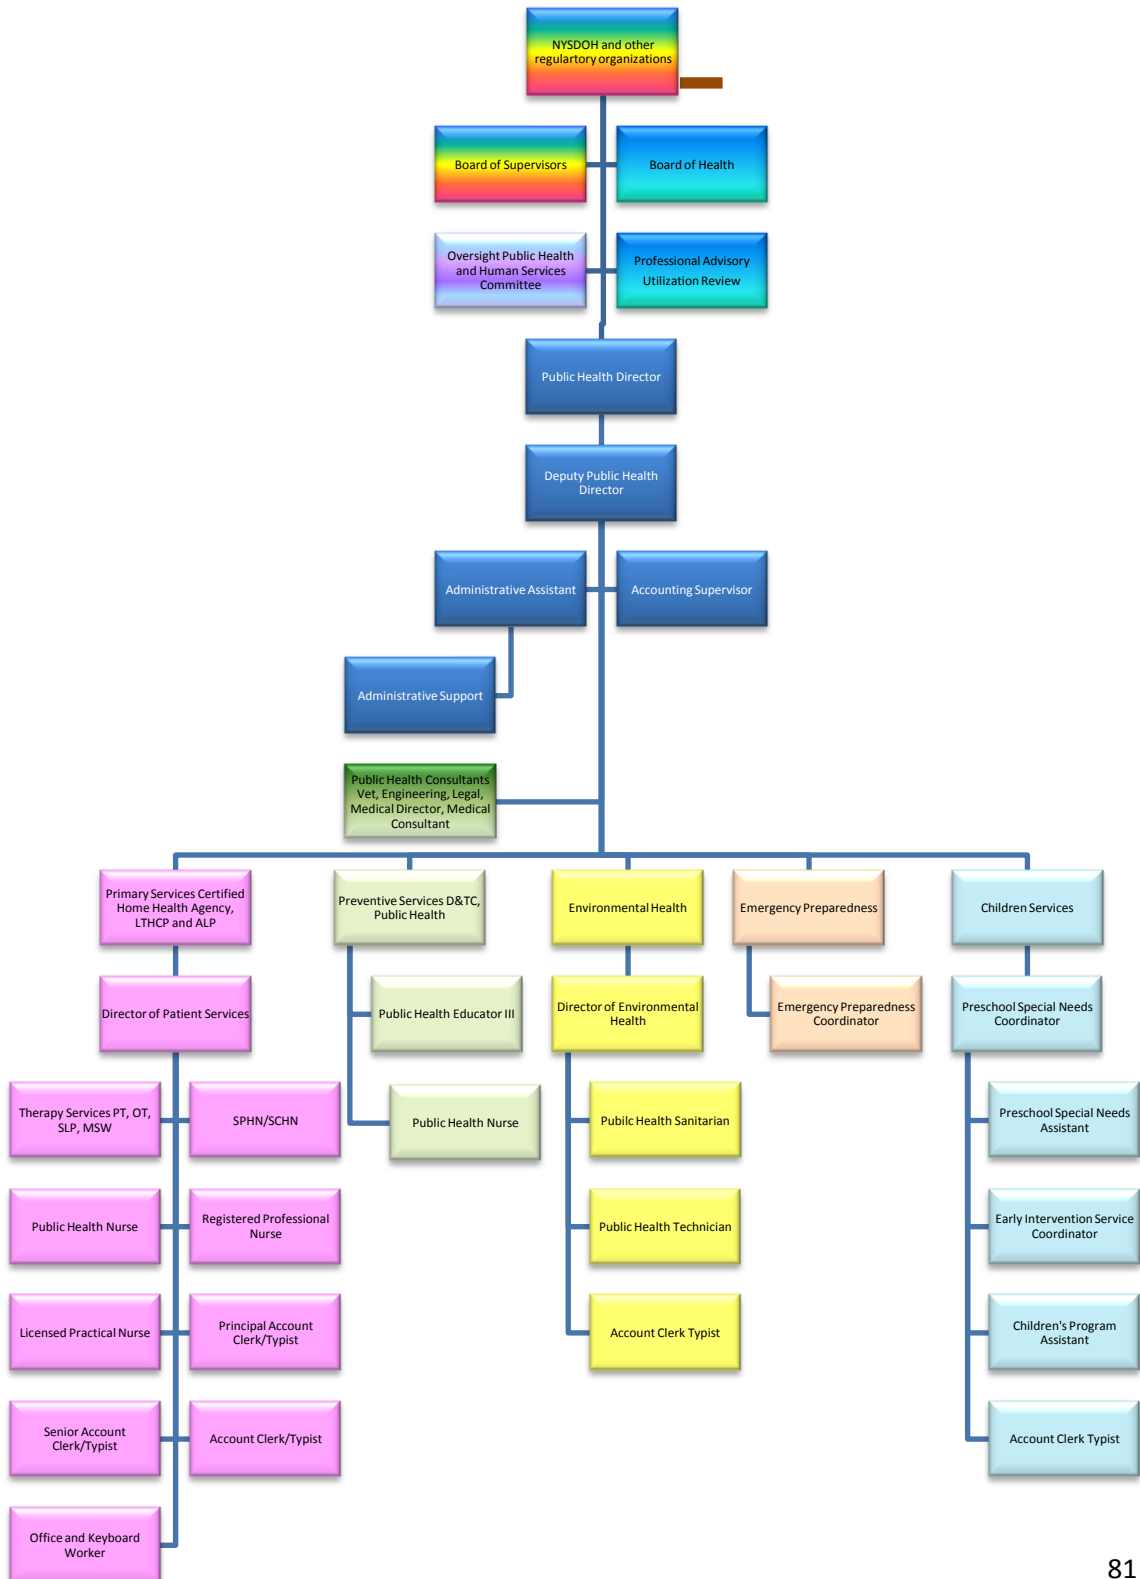 NYSDOH and other
regulartory organizations
Board of Supervisors
Board of Health
Oversight Public Health
and Human Services
Committee
Professional Advisory
Utilization Review
Public Health Director
Deputy Public Health
Director
Administrative Assistant
Accounting Supervisor
Administrative Support
Public Health Consultants
Vet, Engineering, Legal,
Medical Director, Medical
Consultant
Primary Services Certified
Home Health Agency,
LTHCP and ALP
Preventive Services D&TC,
Public Health
Environmental Health
Emergency Preparedness
Children Services
Director of Patient Services
Public Health Educator III
Director of Environmental
Health
Emergency Preparedness
Coordinator
Preschool Special Needs
Coordinator
Therapy Services PT, OT,
SLP, MSW
SPHN/SCHN
Public Health Nurse
Pubilc Health Sanitarian
Preschool Special Needs
Assistant
Public Health Nurse
Registered Professional
Nurse
Public Health Technician
Early Intervention Service
Coordinator
Licensed Practical Nurse
Principal Account
Clerk/Typist
Account Clerk Typist
Children's Program
Assistant
Senior Account
Clerk/Typist
Account Clerk/Typist
Account Clerk Typist
Office and Keyboard
Worker
81